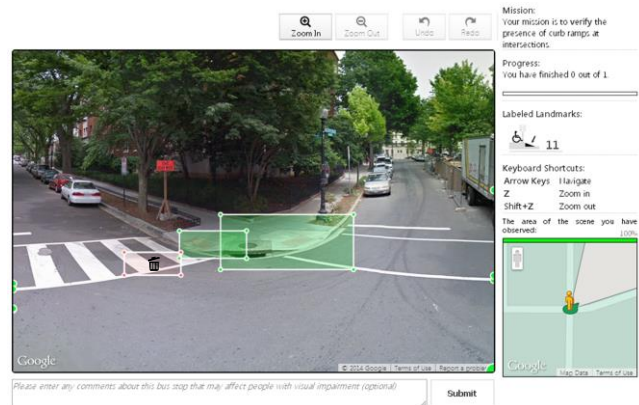 Zoom In
Zoom Out
Undo
Redo
Mission:
Your mission is to verify the
presence of curb ramps at
intersections.
Progress:
You have finished 0 out of 1.
Labeled Landmarks:
11
Keyboard Shortcuts:
Arrow Keys Navigate
Z Zoom in
Shift+Z Zoom out
The area of the scene you have
observed:
100%
Google
© 2014 Google Terms of Use Report a problem
Google
Map Data Terms of Use
Please enter any comments about this bus stop that may affect people with visual impairment (optional)
Submit